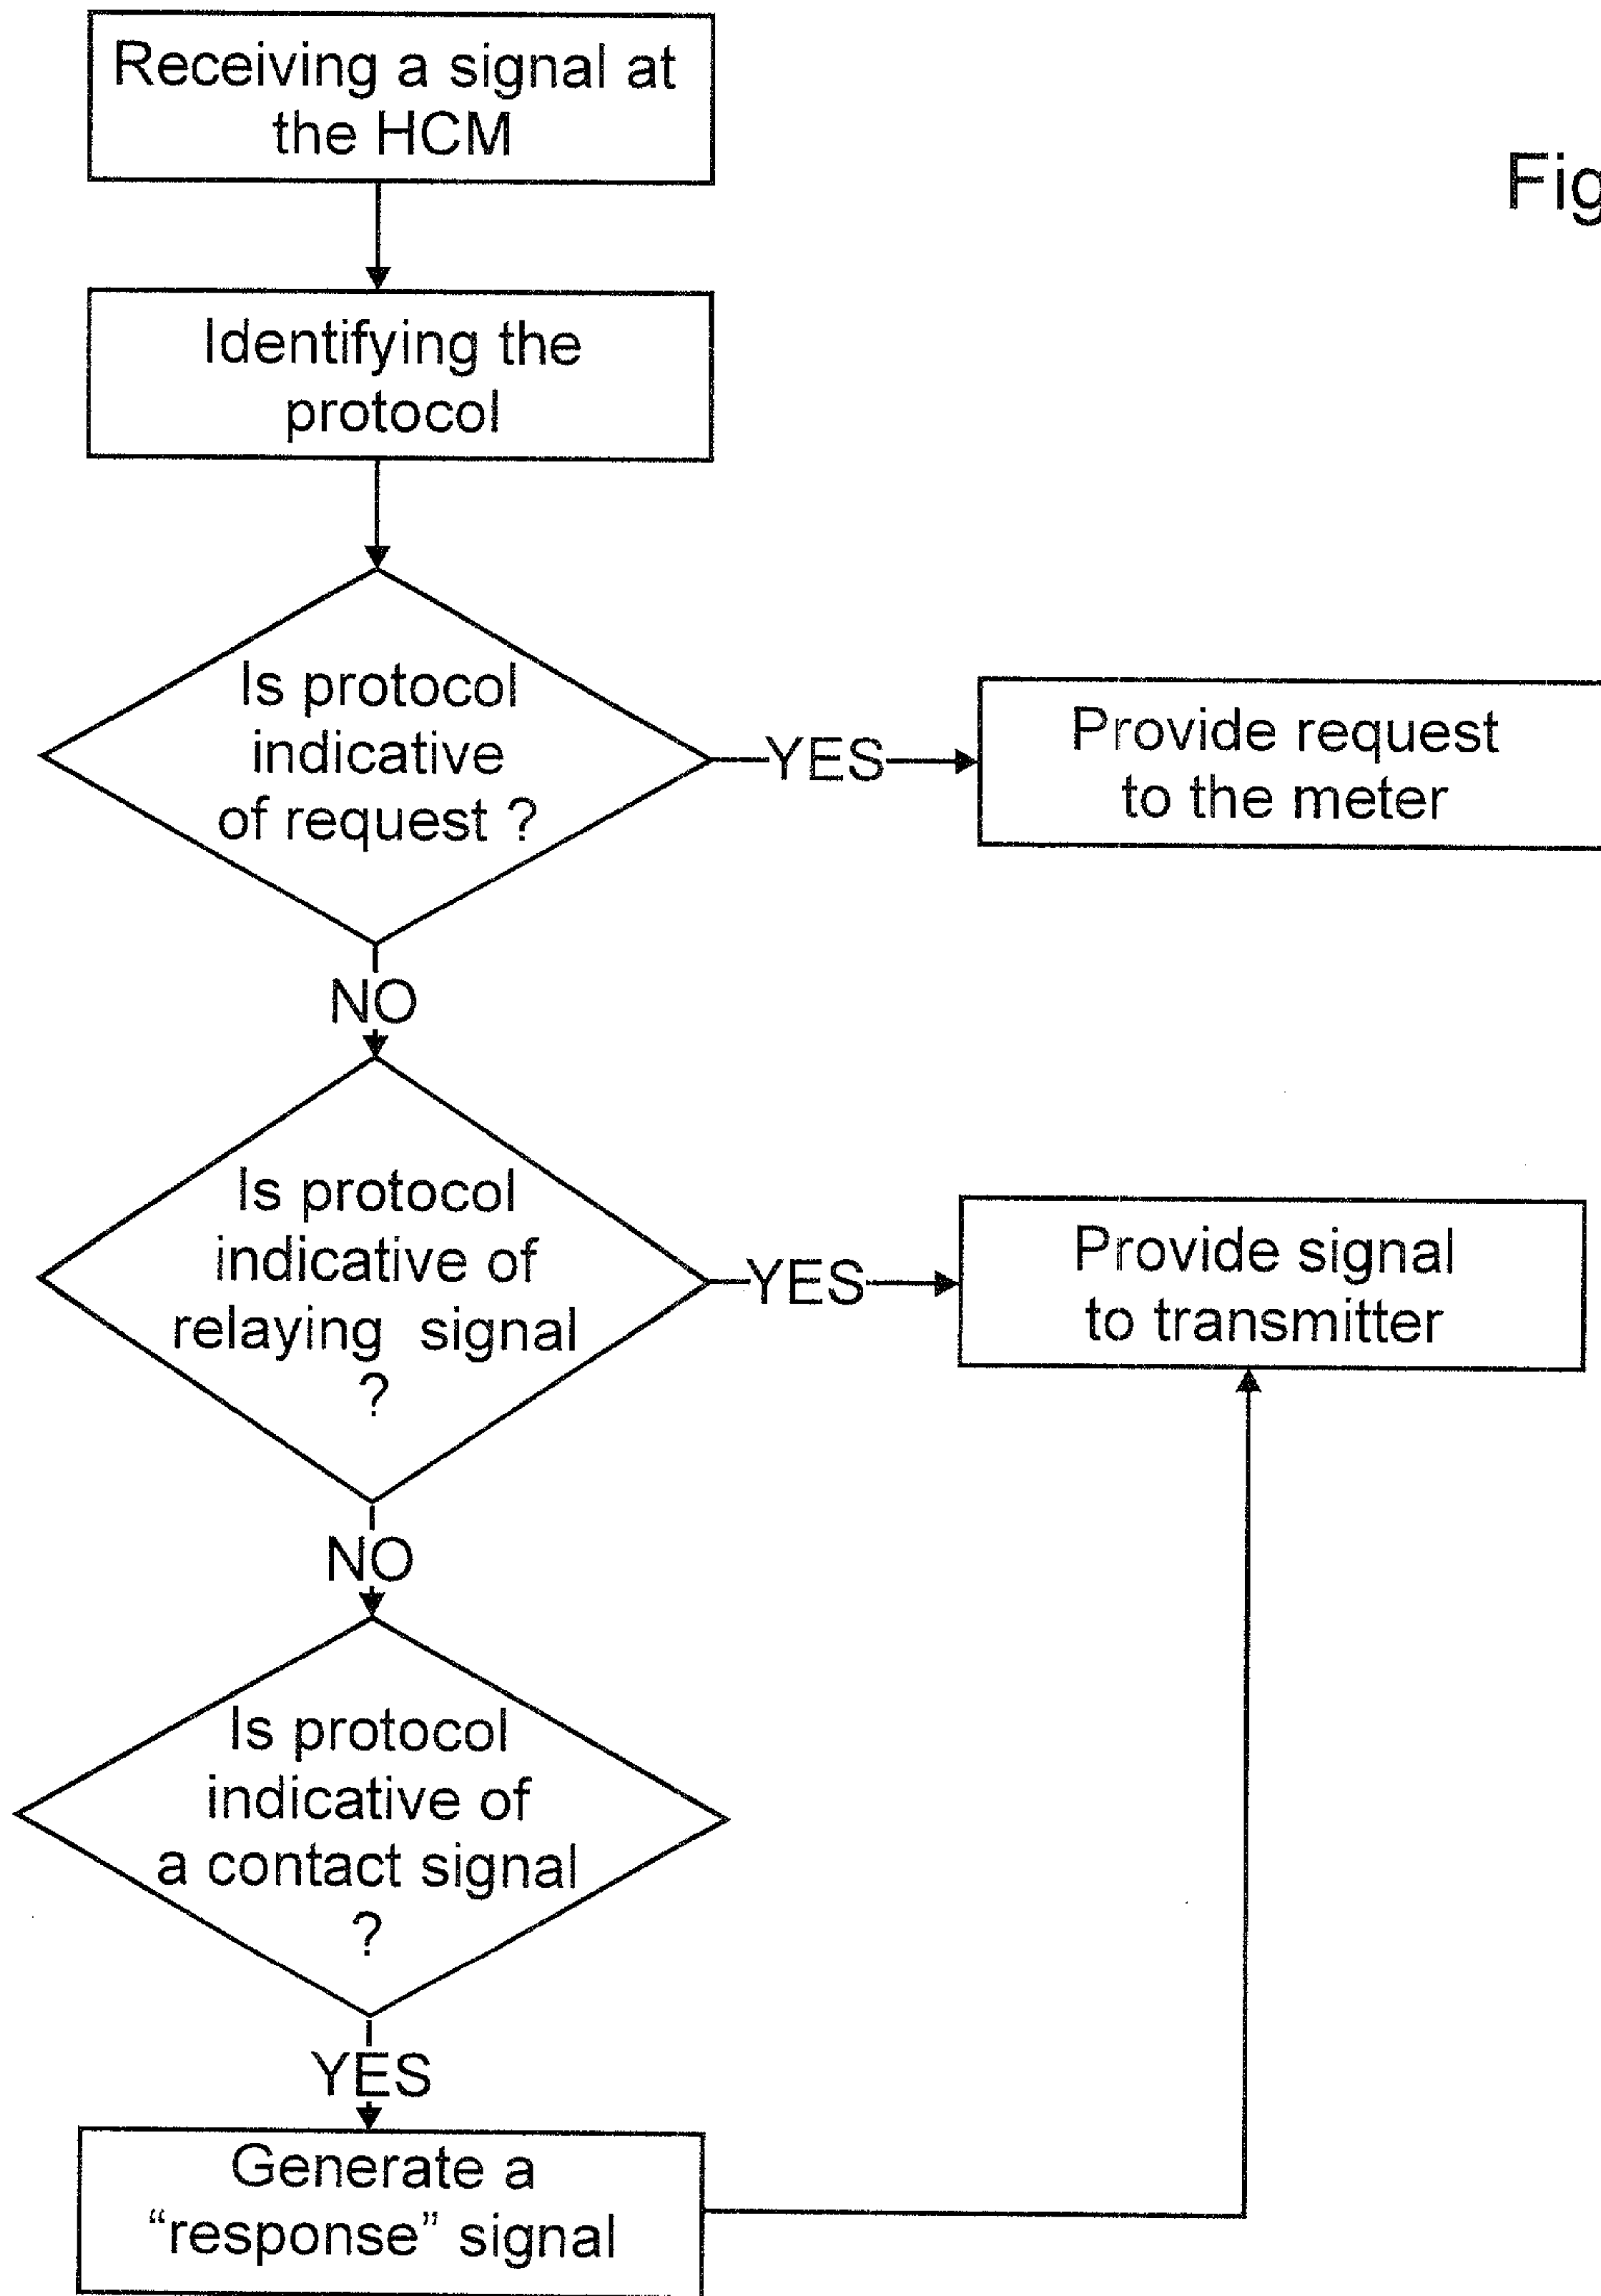 Receiving a signal at
the HCM
Fig
Identifying the
protocol
Is protocol
indicative
of request ?
YES
Provide request
to the meter
NO
Is protocol
indicative of
relaying signal
?
YES
Provide signal
to transmitter
NO
Is protocol
indicative of
a contact signal
?
YES
Generate a
“response” signal